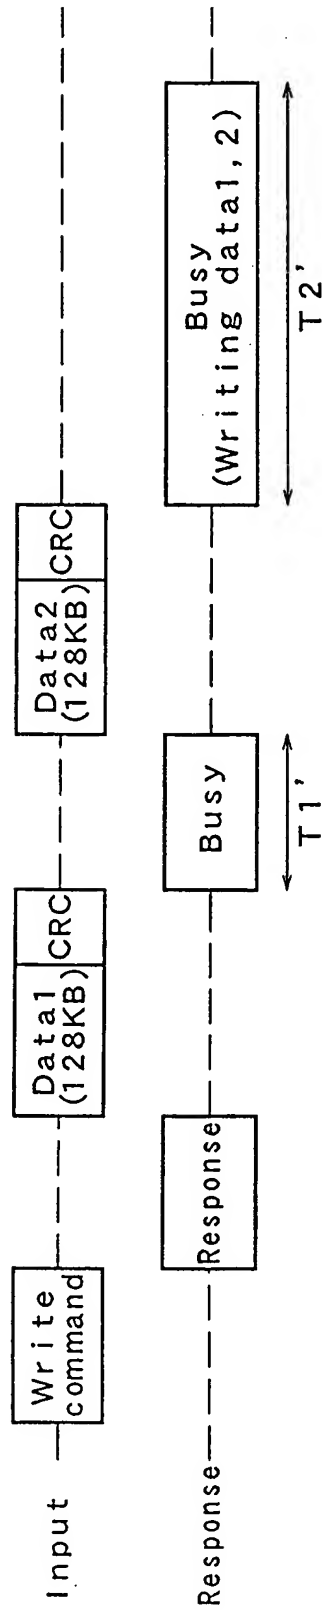 Input
Write
command
Data1
(128KB)
CRC
Data2
(128KB)
CRC
Response
Response
Busy
Busy
(Writing data1,2)
T1'
T2'